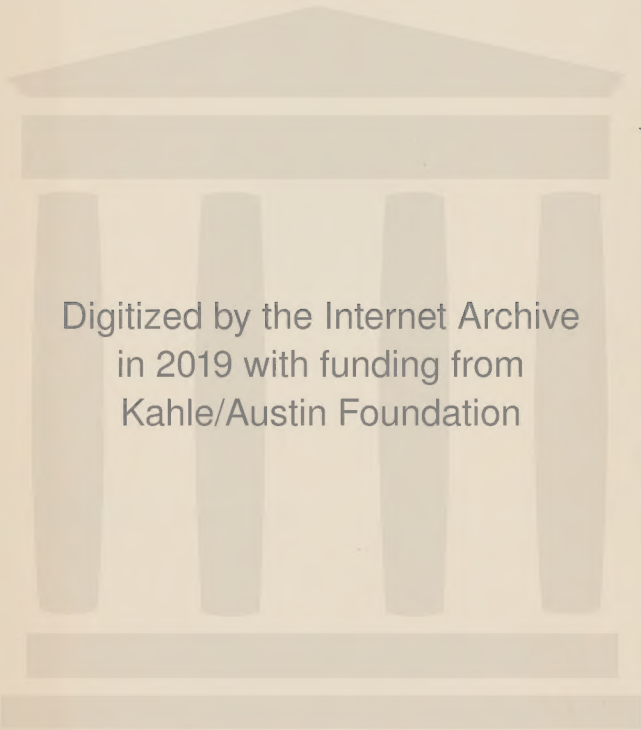 Digitized by the Internet Archive
in 2019 with funding from
Kahle/Austin Foundation